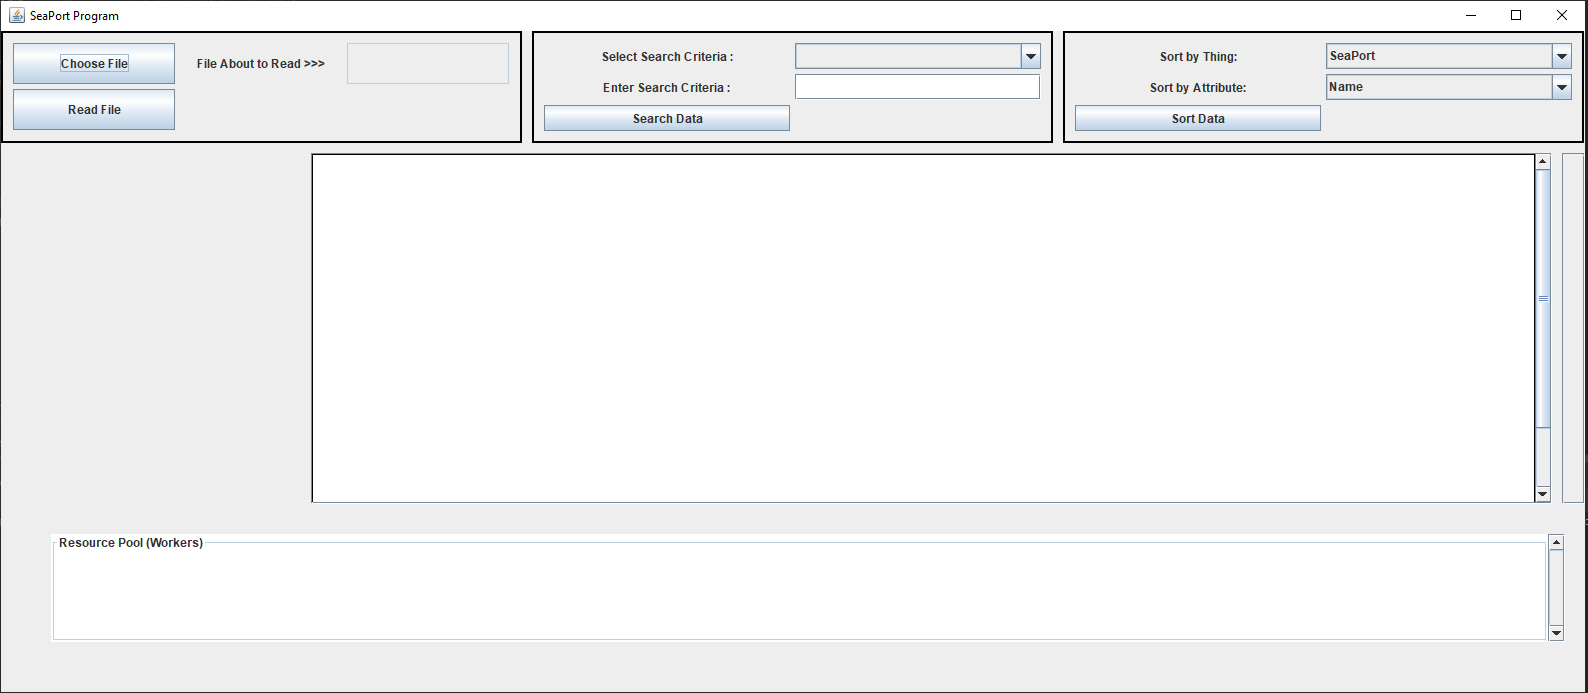 SeaPort Program
Choose File
File About to Read >>>
Read File
Select Search Criteria :
Enter Search Criteria :
Search Data
Sort by Thing:
SeaPort
Sort by Attribute:
Name
Sort Data
Resource Pool (Workers)